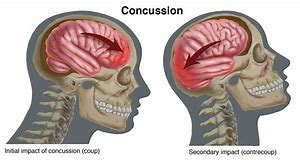 Concussion
Initial impact of concussion (coup)
Secondary impact (contrecoup)